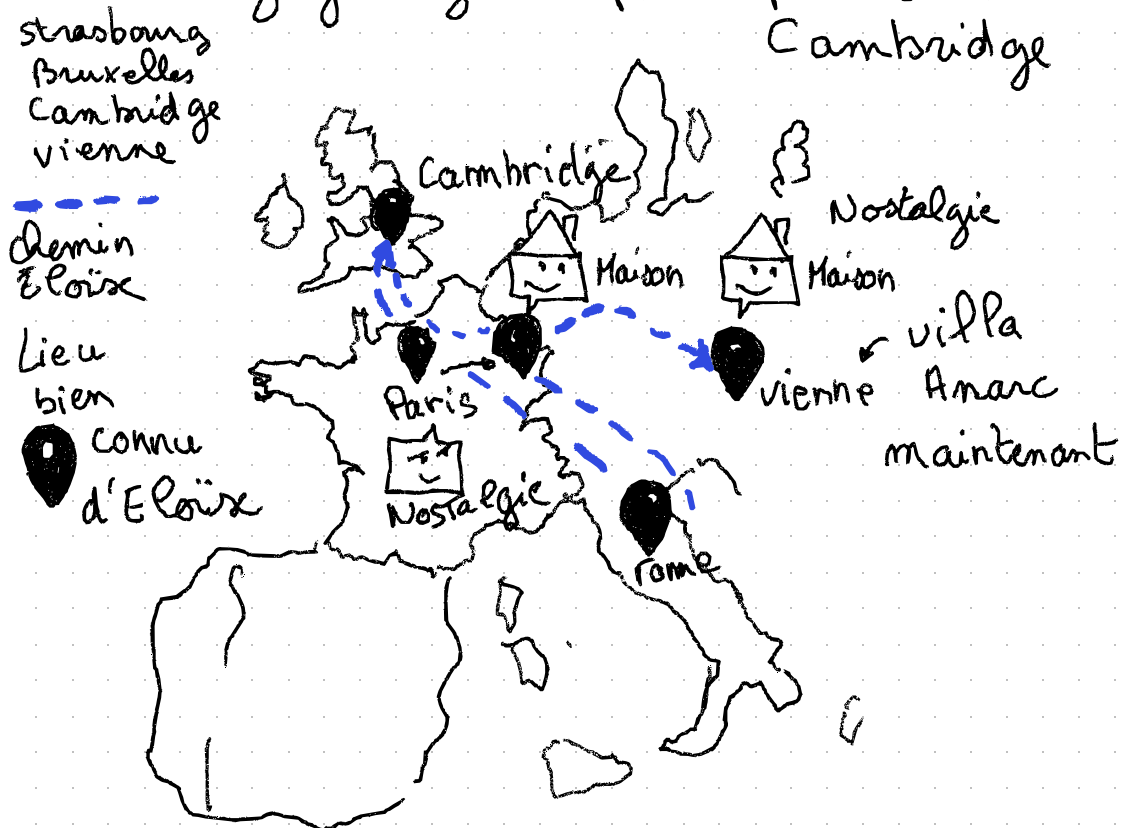 Cambridge
strasbourg
Bruxelles
Cambridge
vienne
chemin
Eloïse
Lieu
bien
connu
d'Eloïse
Cambridge
Maison
Nostalgie
Maison
villa
Anarc
maintenant
vienne
Paris
Nostalgie
rome